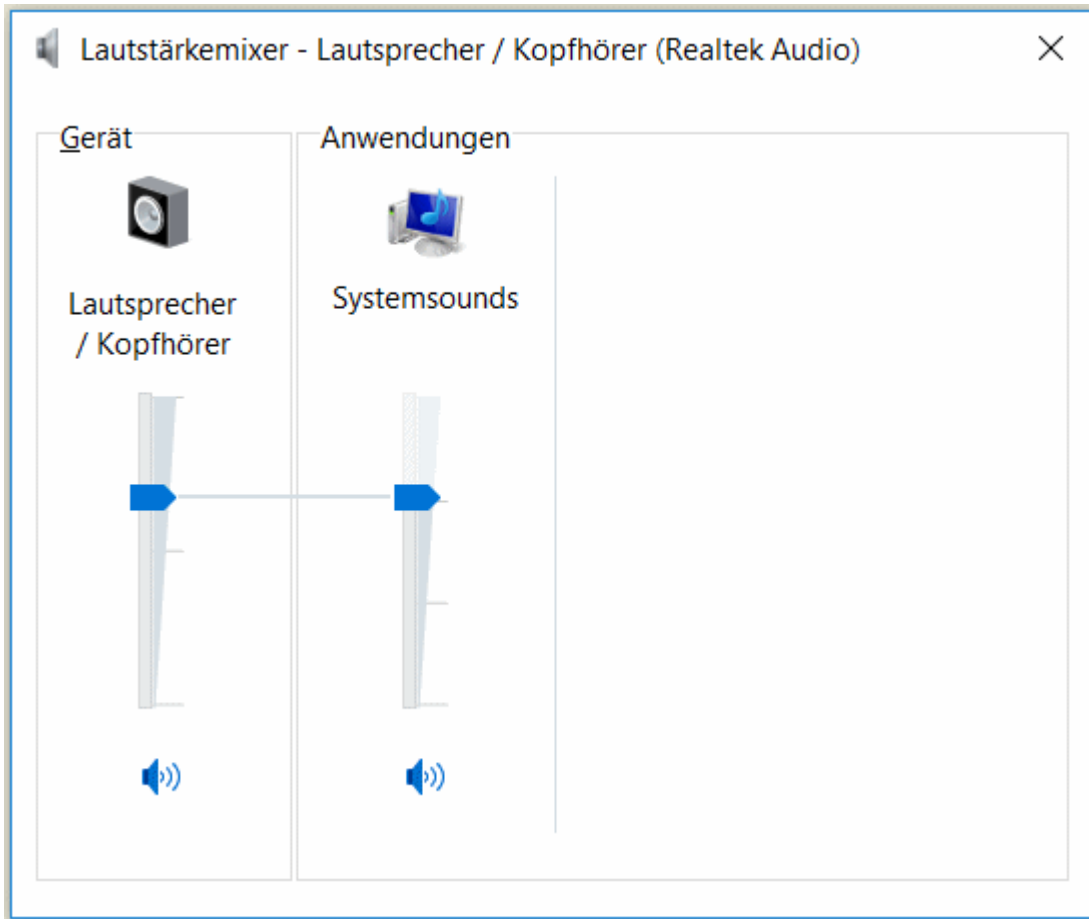 Lautstärkemixer - Lautsprecher / Kopfhörer (Realtek Audio)
Gerät
Anwendungen
Lautsprecher
/ Kopfhörer
Systemsounds